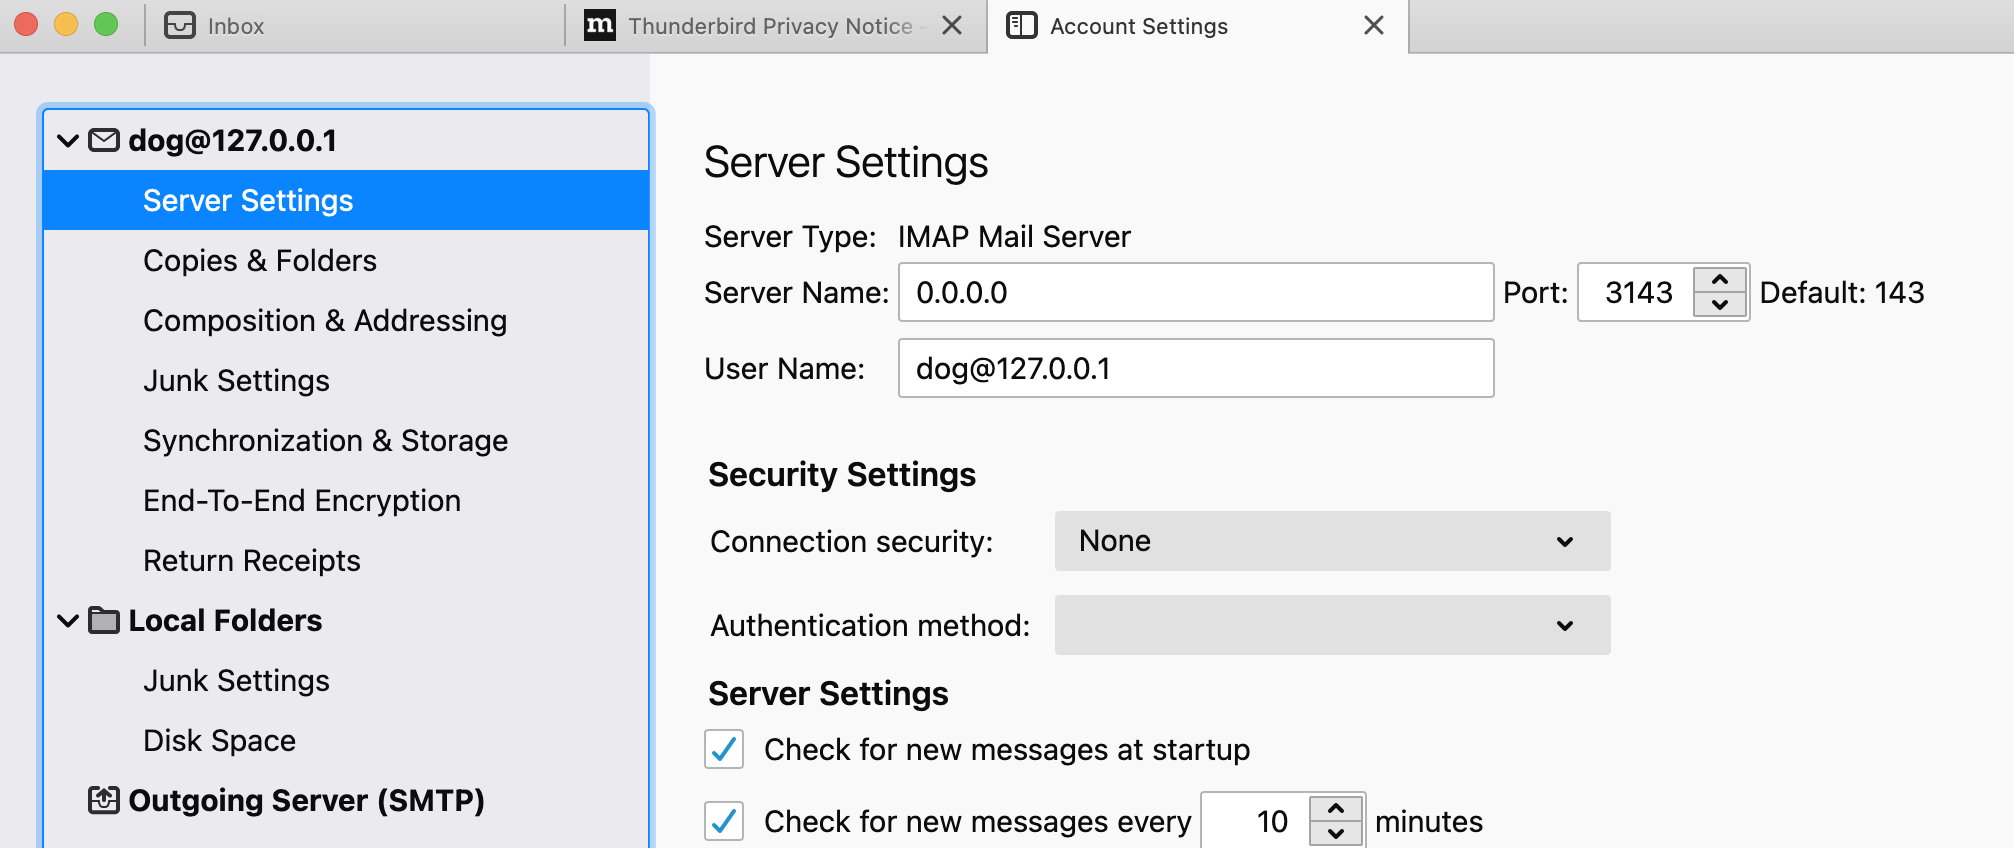 Inbox
m Thunderbird Privacy Notice -
Account Settings
dog@127.0.0.1
Server Settings
Copies & Folders
Composition & Addressing
Junk Settings
Synchronization & Storage
End-To-End Encryption
Return Receipts
Local Folders
Junk Settings
Disk Space
Outgoing Server (SMTP)
Server Settings
Server Type: IMAP Mail Server
Server Name: 0.0.0.0 Port: 3143 Default: 143
User Name: dog@127.0.0.1
Security Settings
Connection security: None
Authentication method:
Server Settings
Check for new messages at startup
Check for new messages every 10 minutes